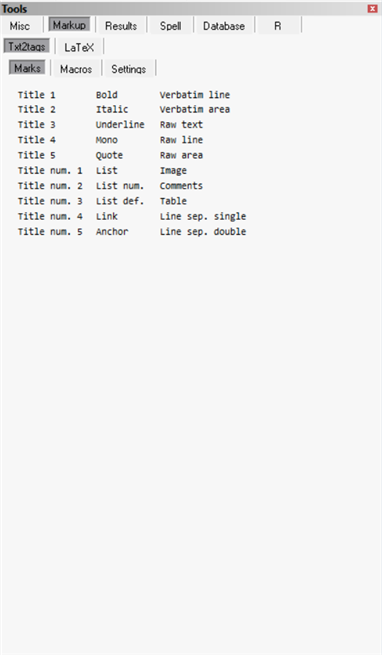 Tools
Misc Markup Results Spell Database R
Txt2tags LaTeX
Marks Macros Settings
Title 1 Bold Verbatim line
Title 2 Italic Verbatim area
Title 3 Underline Raw text
Title 4 Mono Raw line
Title 5 Quote Raw area
Title num. 1 List Image
Title num. 2 List num. Comments
Title num. 3 List def. Table
Title num. 4 Link Line sep. single
Title num. 5 Anchor Line sep. double